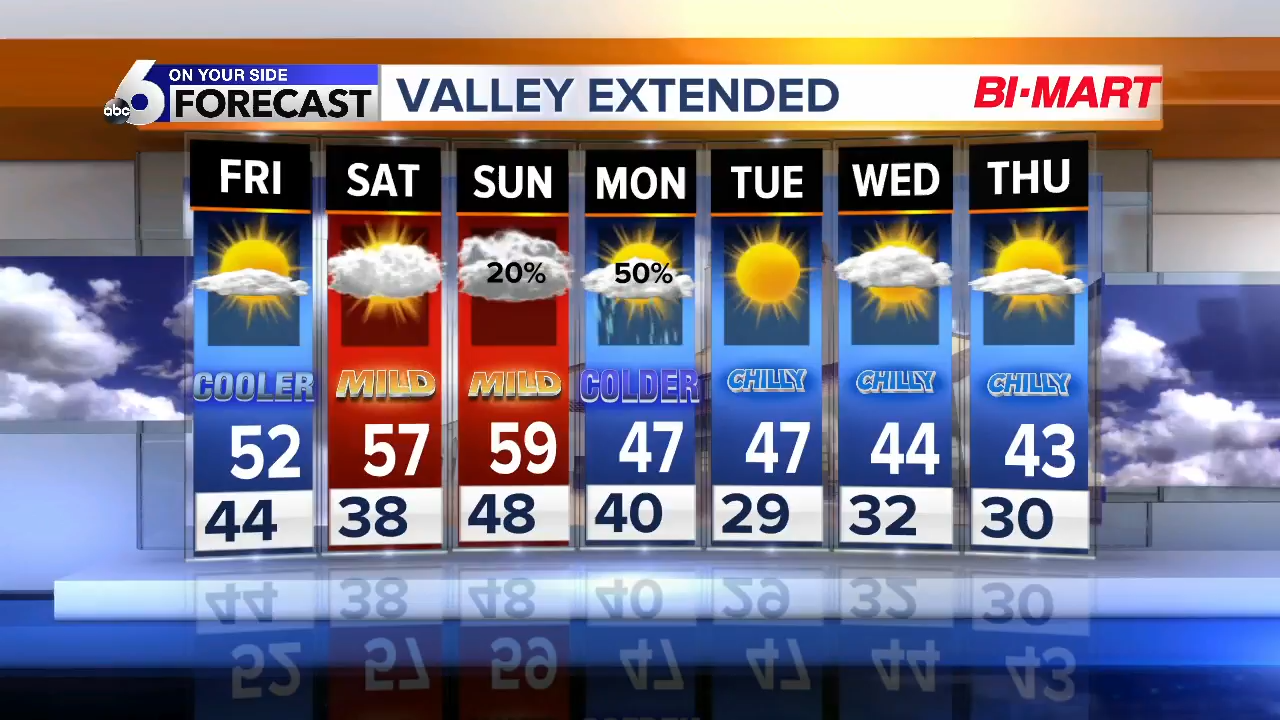 abc 6
ON YOUR SIDE
FORECAST
VALLEY EXTENDED
BI-MART
FRI SAT SUN MON TUE WED THU
20% 50%
COOLER MILD MILD COLDER CHILLY CHILLY CHILLY
52 57 59 47 47 44 43
44 38 48 40 29 32 30